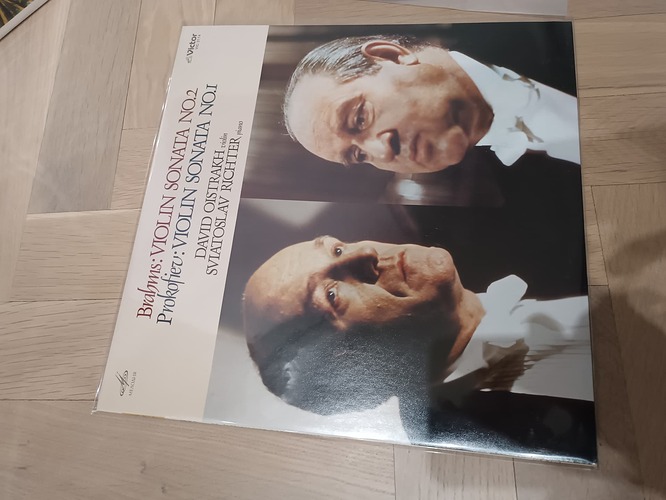 Brahms: VIOLIN SONATA NO.2
Prokofiev: VIOLIN SONATA NO.1
DAVID OISTRAKH, violin
SVIATOSLAV RICHTER, piano
Victor